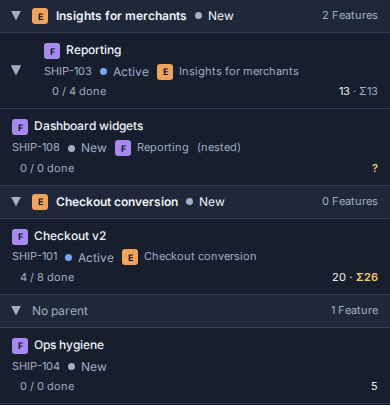 ▼ E Insights for merchants New 2 Features
F Reporting
▼ SHIP-103 Active E Insights for merchants
0 / 4 done 13 · Σ13
F Dashboard widgets
SHIP-108 New F Reporting (nested)
0 / 0 done ?
▼ E Checkout conversion New 0 Features
F Checkout v2
SHIP-101 Active E Checkout conversion
4 / 8 done 20 · Σ26
▼ No parent 1 Feature
F Ops hygiene
SHIP-104 New
0 / 0 done 5